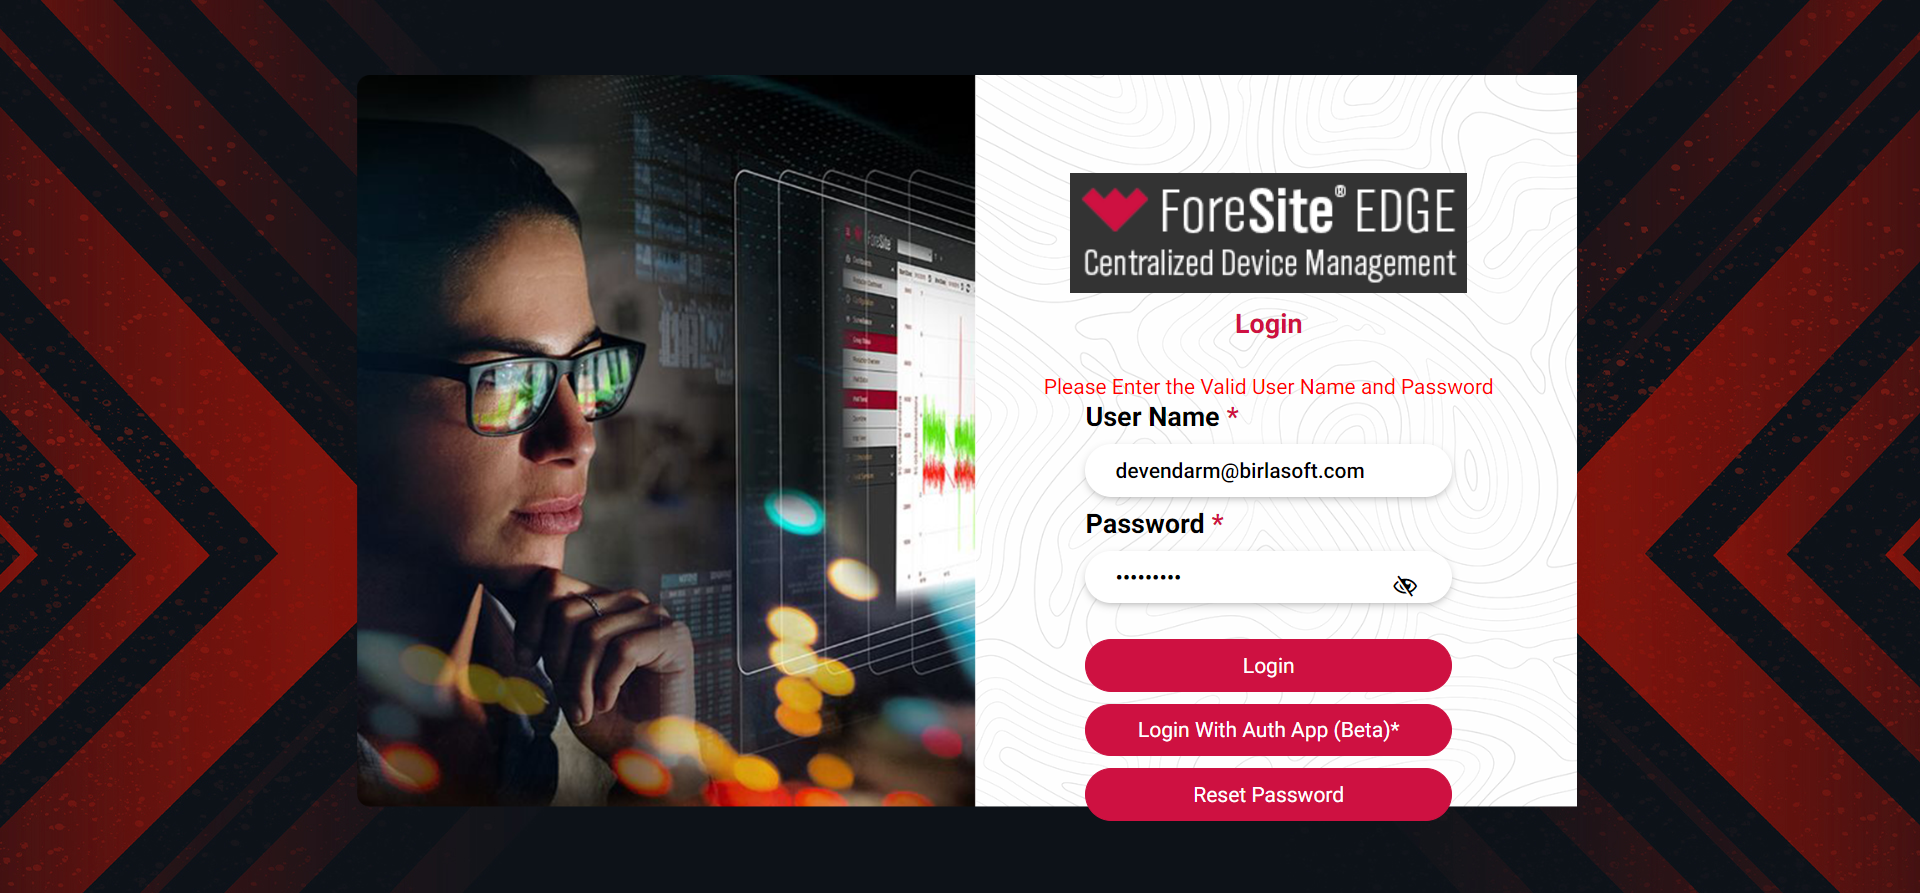 ForeSite
ForeSite® EDGE
Centralized Device Management
Login
Please Enter the Valid User Name and Password
User Name *
devendarm@birlasoft.com
Password *
•••••••••
Login
Login With Auth App (Beta)*
Reset Password